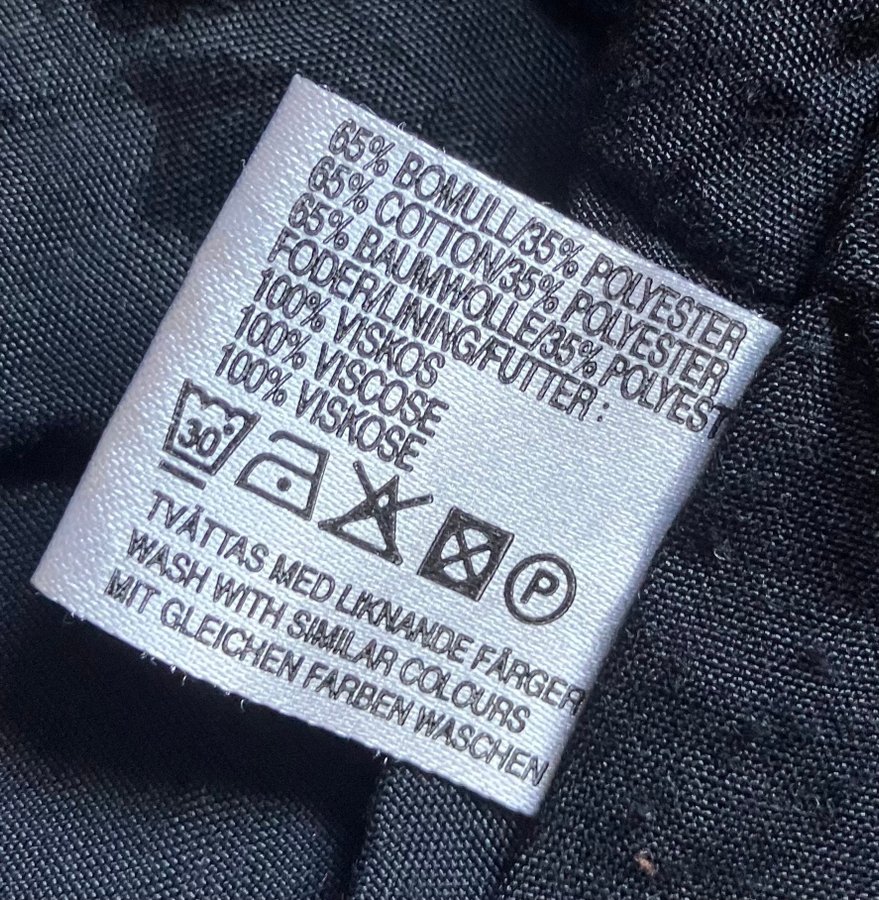 65% BOMULL/35% POLYESTER
65% COTTON/35% POLYESTER
65% BAUMWOLLE/35% POLYEST
FODER/LINING/FUTTER:
100% VISKOS
100% VISCOSE
100% VISKOSE
30° P
TVÄTTAS MED LIKNANDE FÄRGER
WASH WITH SIMILAR COLOURS
MIT GLEICHEN FARBEN WASCHEN